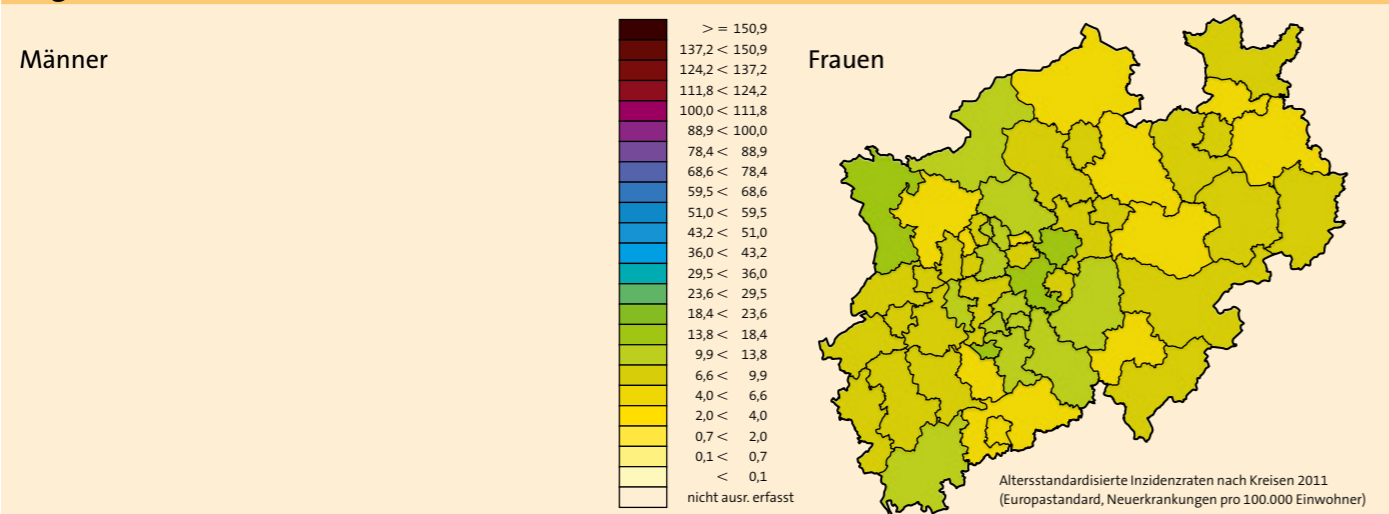 Männer
> = 150,9
137,2 < 150,9
124,2 < 137,2
111,8 < 124,2
100,0 < 111,8
88,9 < 100,0
78,4 < 88,9
68,6 < 78,4
59,5 < 68,6
51,0 < 59,5
43,2 < 51,0
36,0 < 43,2
29,5 < 36,0
23,6 < 29,5
18,4 < 23,6
13,8 < 18,4
9,9 < 13,8
6,6 < 9,9
4,0 < 6,6
2,0 < 4,0
0,7 < 2,0
0,1 < 0,7
< 0,1
nicht ausr. erfasst
Frauen
Altersstandardisierte Inzidenzraten nach Kreisen 2011
(Europastandard, Neuerkrankungen pro 100.000 Einwohner)